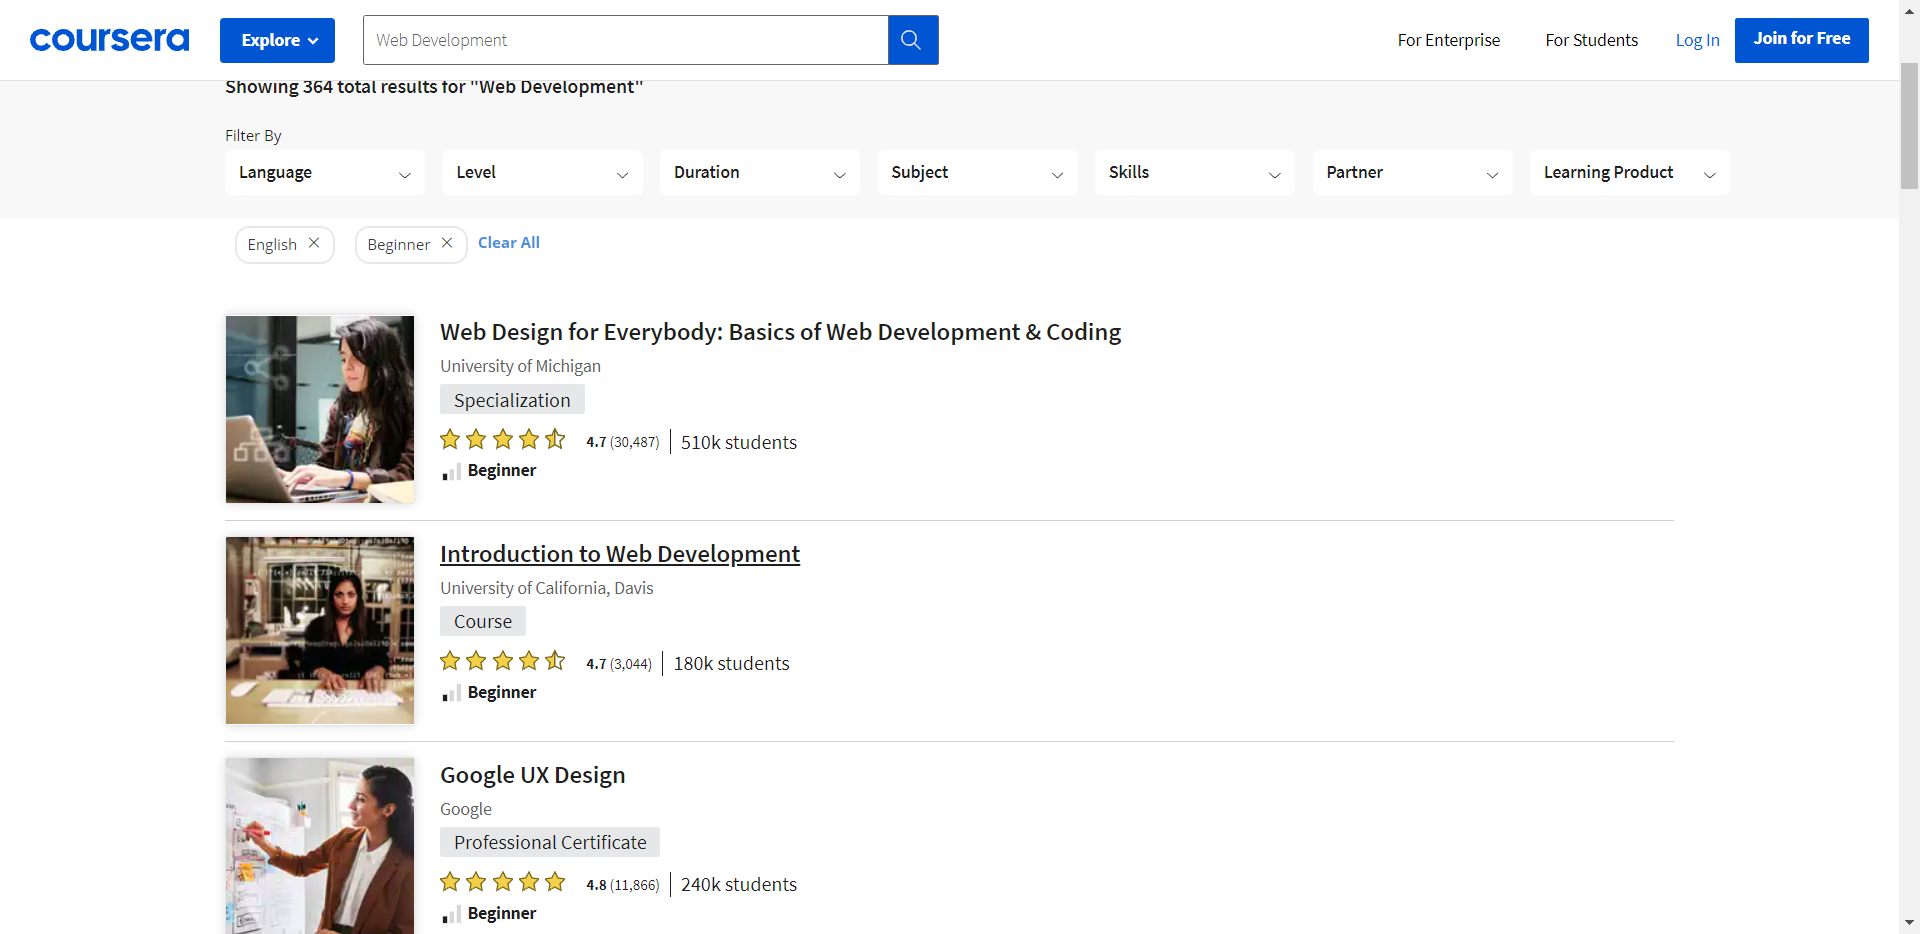 coursera
Explore
Web Development
For Enterprise
For Students
Log In
Join for Free
Showing 364 total results for "Web Development"
Filter By
Language
Level
Duration
Subject
Skills
Partner
Learning Product
English
Beginner
Clear All
Web Design for Everybody: Basics of Web Development & Coding
University of Michigan
Specialization
4.7 (30,487) 510k students
Beginner
Introduction to Web Development
University of California, Davis
Course
4.7 (3,044) 180k students
Beginner
Google UX Design
Google
Professional Certificate
4.8 (11,866) 240k students
Beginner